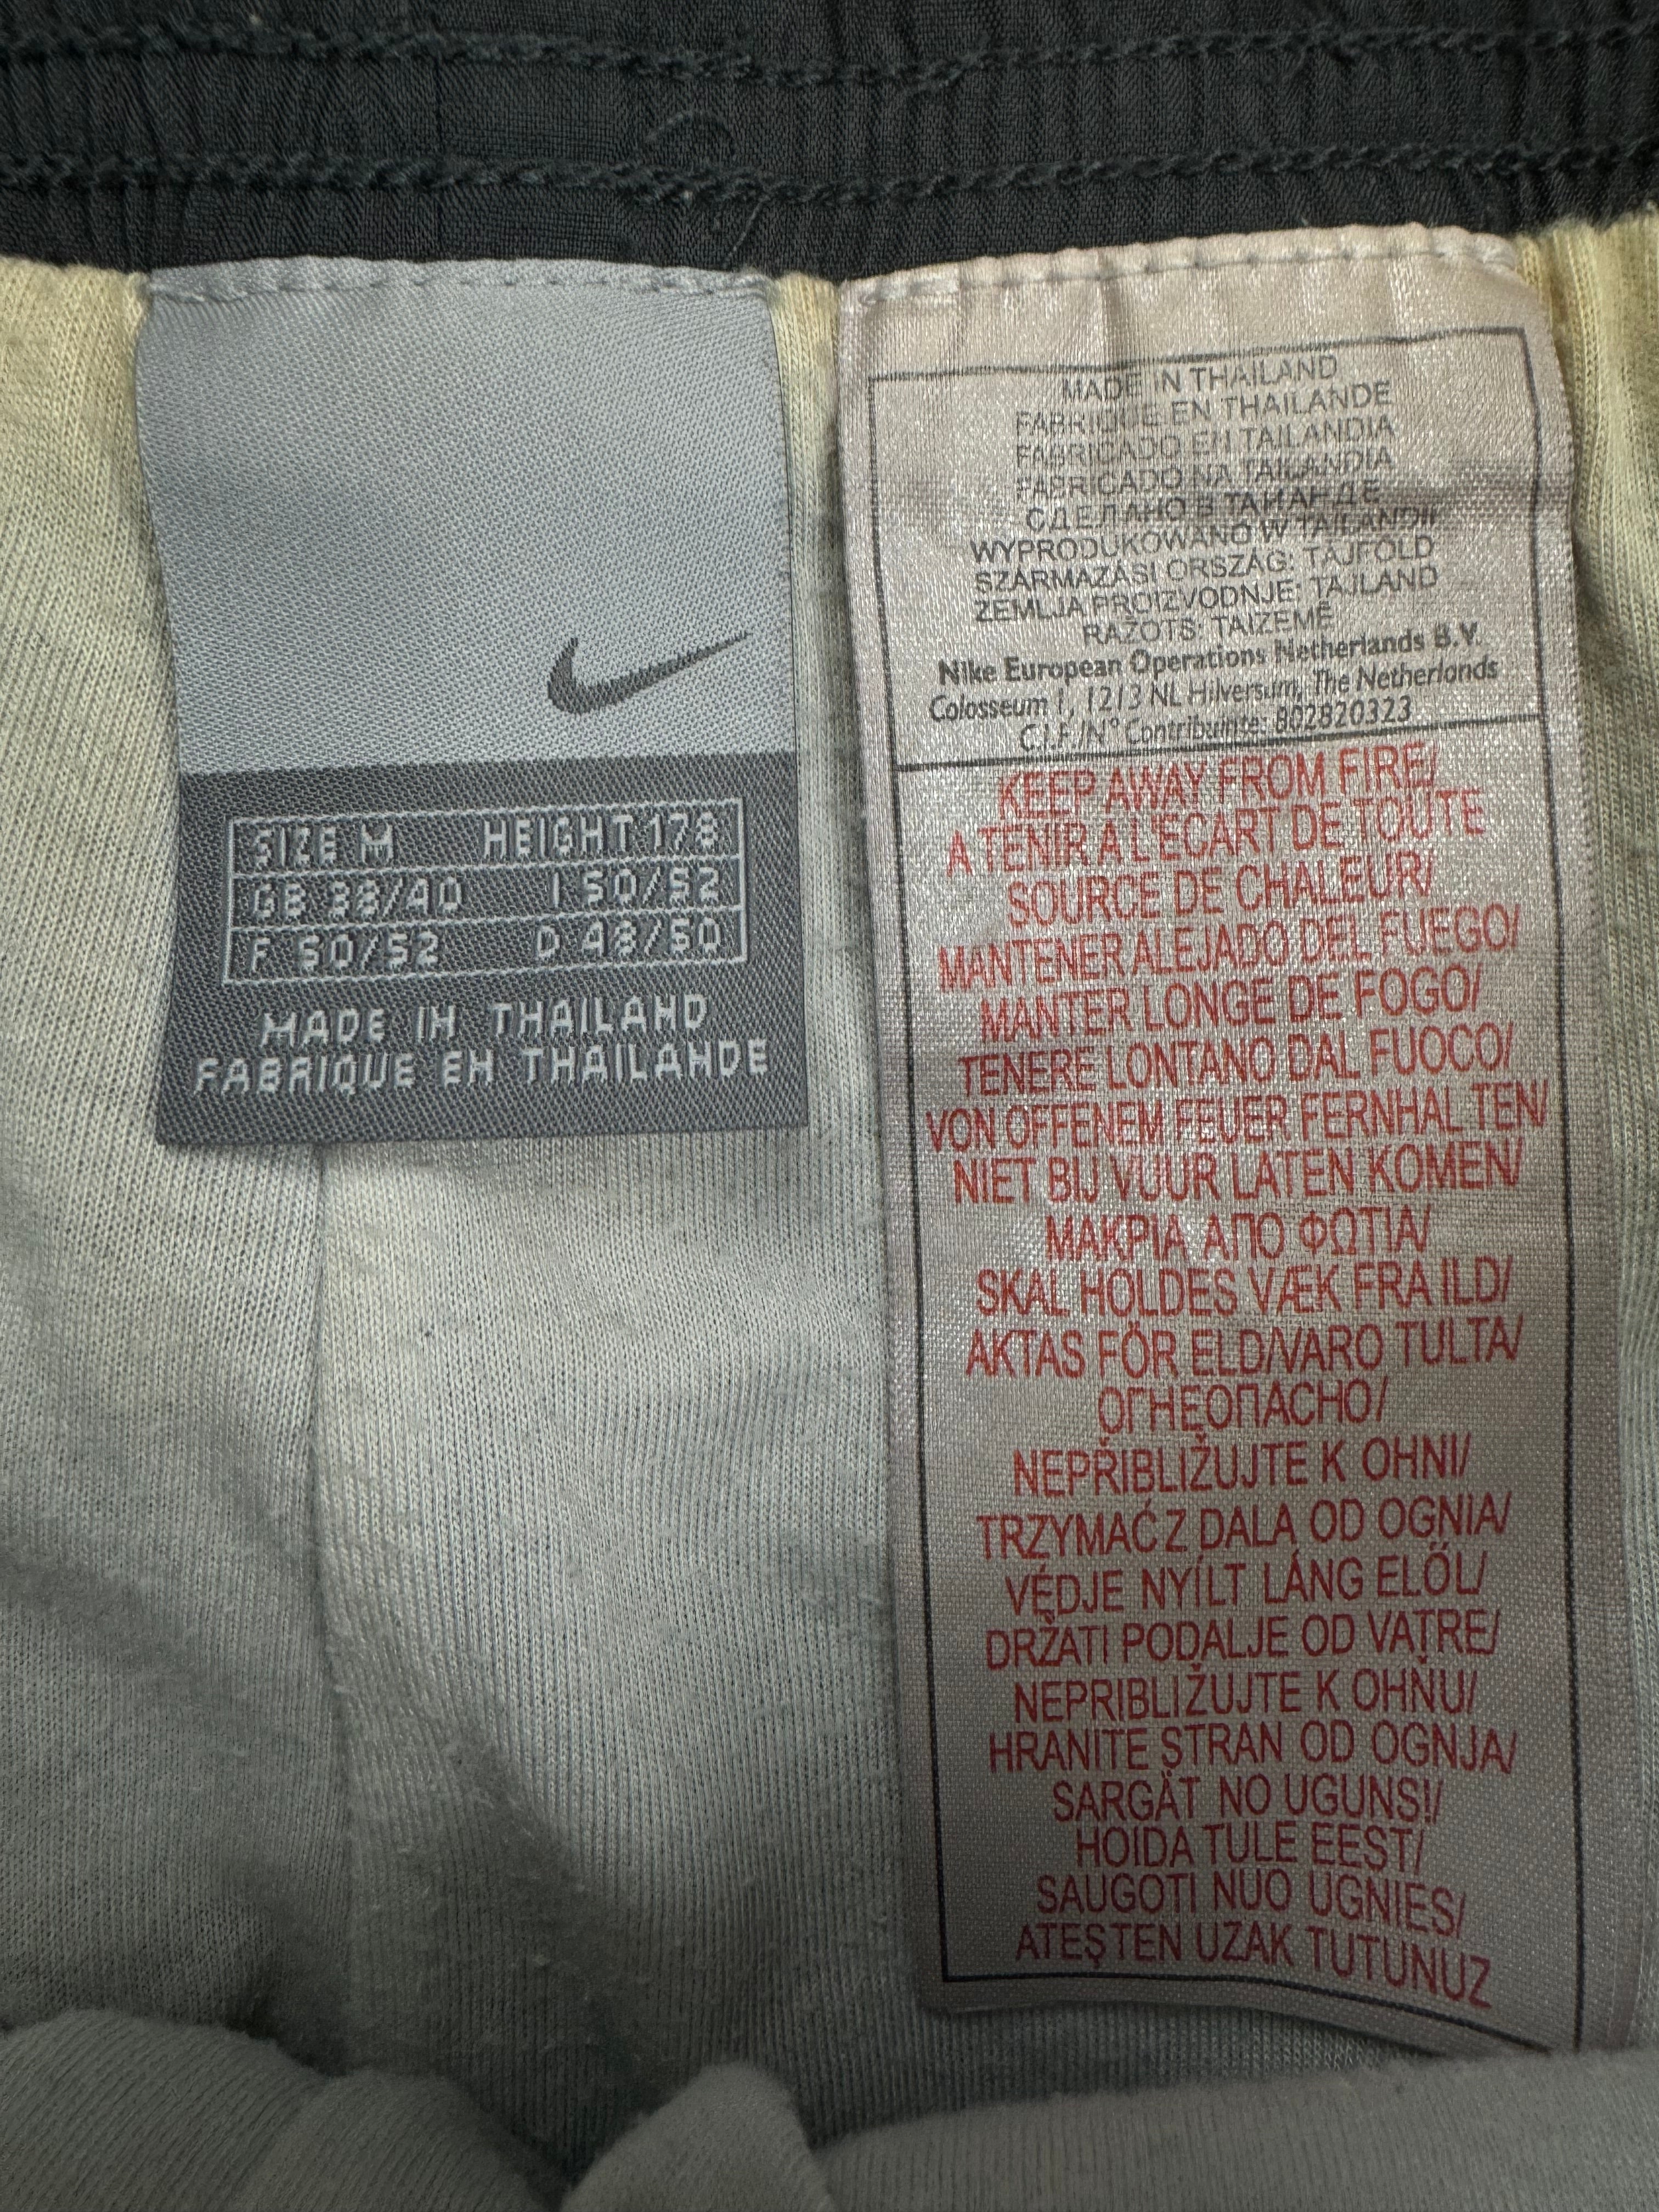 SIZE M HEIGHT 178
GB 38/40 I 50/52
F 50/52 D 48/50
MADE IN THAILAND
FABRIQUE EN THAILANDE
MADE IN THAILAND
FABRIQUE EN THAILANDE
FABRICADO EN TAILANDIA
FABRICADO NA TAILANDIA
СДЕЛАНО В ТАИЛАНДЕ
WYPRODUKOWANO W TAILANDII
SZÁRMAZÁSI ORSZÁG: TAJFÖLD
ZEMLJA PROIZVODNJE: TAJLAND
RAŽOTS: TAIZEMĒ
Nike European Operations Netherlands B.V.
Colosseum 1, 1213 NL Hilversum, The Netherlands
C.I.F./N° Contribuinte: 802820323
KEEP AWAY FROM FIRE/
A TENIR A L'ECART DE TOUTE
SOURCE DE CHALEUR/
MANTENER ALEJADO DEL FUEGO/
MANTER LONGE DE FOGO/
TENERE LONTANO DAL FUOCO/
VON OFFENEM FEUER FERNHALTEN/
NIET BIJ VUUR LATEN KOMEN/
ΜΑΚΡΙΑ ΑΠΟ ΦΩΤΙΑ/
SKAL HOLDES VÆK FRA ILD/
AKTAS FÖR ELD/VARO TULTA/
ОГНЕОПАСНО/
NEPŘIBLIŽUJTE K OHNI/
TRZYMAĆ Z DALA OD OGNIA/
VÉDJE NYÍLT LÁNG ELŐL/
DRŽATI PODALJE OD VATRE/
NEPRIBLIŽUJTE K OHŇU/
HRANITE STRAN OD OGNJA/
SARGĀT NO UGUNS!/
HOIDA TULE EEST/
SAUGOTI NUO UGNIES/
ATEŞTEN UZAK TUTUNUZ